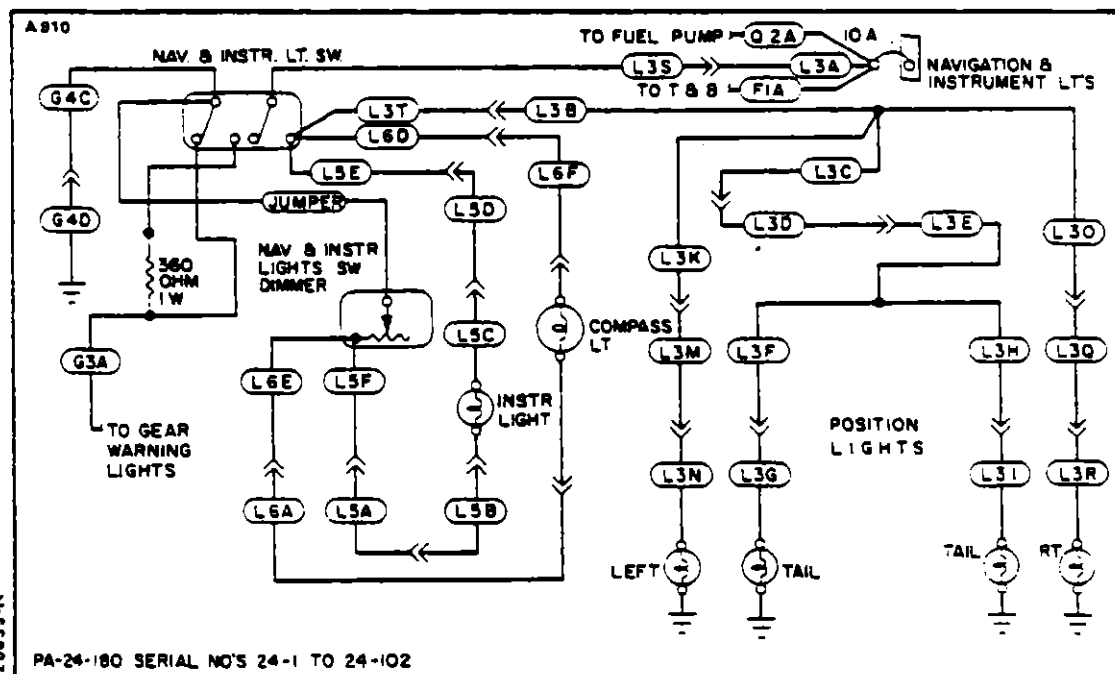 A910
TO FUEL PUMP
Q2A
10 A
NAV. & INSTR. LT. SW.
L3S
L3A
NAVIGATION &
INSTRUMENT LTS
G4C
TO T & B
F1A
L3T
L3B
L6D
L5E
L6F
L3C
G4D
JUMPER
L5D
L3D
L3E
L3O
360
OHM
1 W
NAV & INSTR
LIGHTS SW
DIMMER
L3K
G3A
L5C
COMPASS
LT
L3M
L3F
L3H
L3Q
L6E
L5F
INSTR
LIGHT
TO GEAR
WARNING
LIGHTS
POSITION
LIGHTS
L3N
L3G
L3I
L3R
L6A
L5A
L5B
LEFT
TAIL
TAIL
RT
PA-24-180 SERIAL NO'S 24-1 TO 24-102